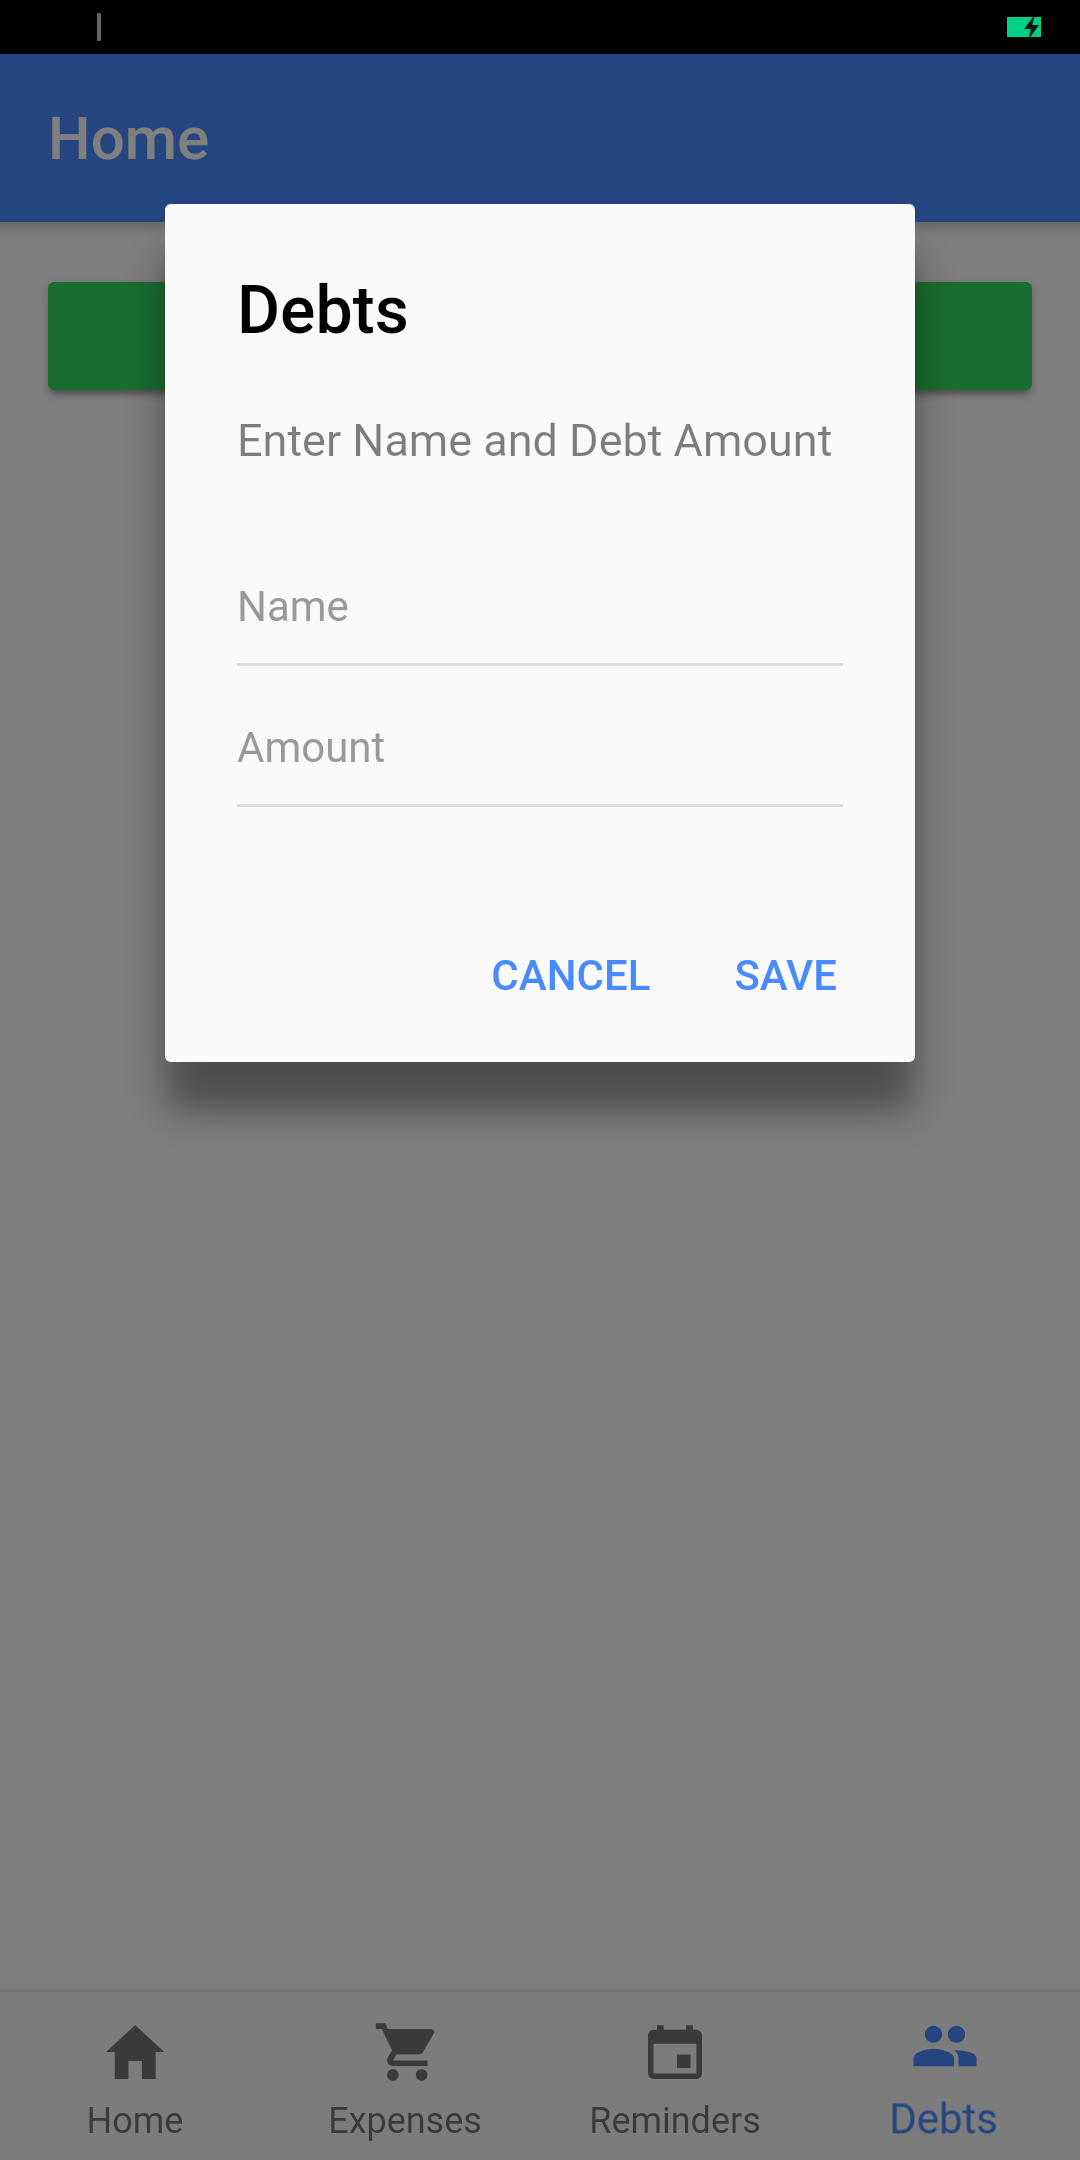 Home
Debts
Enter Name and Debt Amount
Name
Amount
CANCEL SAVE
Home Expenses Reminders Debts